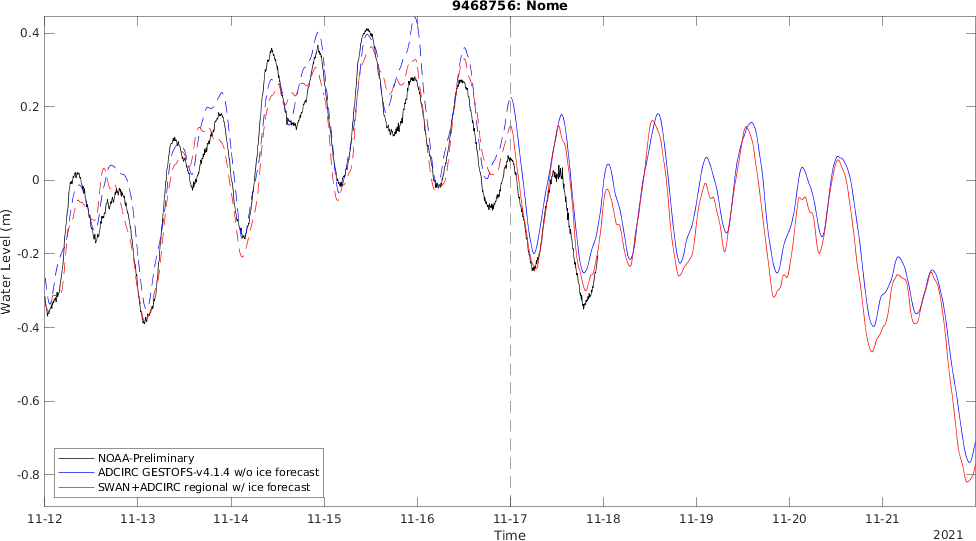 9468756: Nome
0.4
0.2
0
-0.2
-0.4
-0.6
-0.8
Water Level (m)
NOAA-Preliminary
ADCIRC GESTOFS-v4.1.4 w/o ice forecast
SWAN+ADCIRC regional w/ ice forecast
11-12 11-13 11-14 11-15 11-16 11-17 11-18 11-19 11-20 11-21
Time
2021